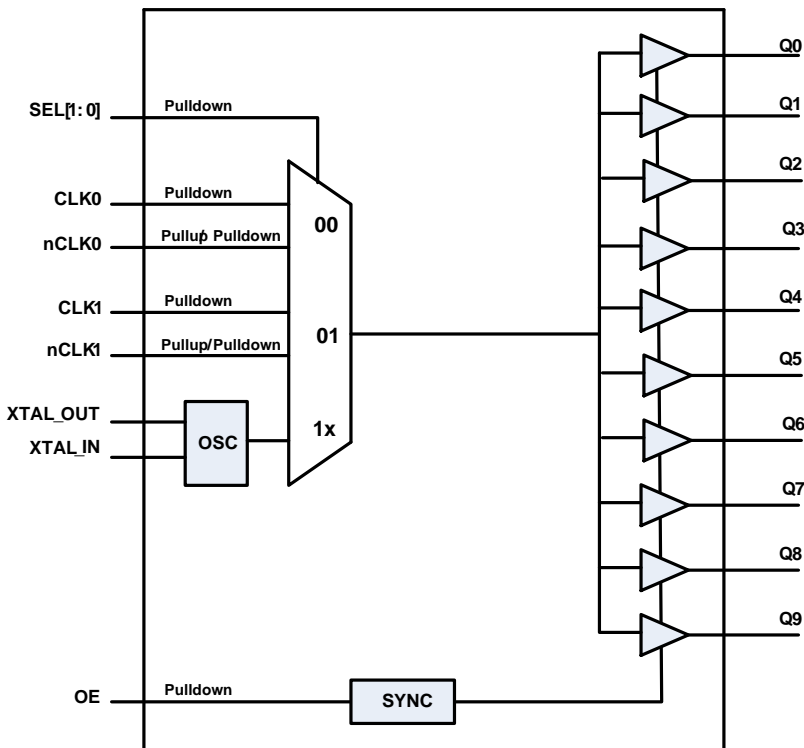 Q0
SEL[1:0] Pulldown
Q1
CLK0 Pulldown
00
Q2
nCLK0 Pullup/ Pulldown
Q3
CLK1 Pulldown
Q4
01
nCLK1 Pullup/Pulldown
Q5
XTAL_OUT
1x
Q6
XTAL_IN
OSC
Q7
Q8
Q9
OE Pulldown
SYNC